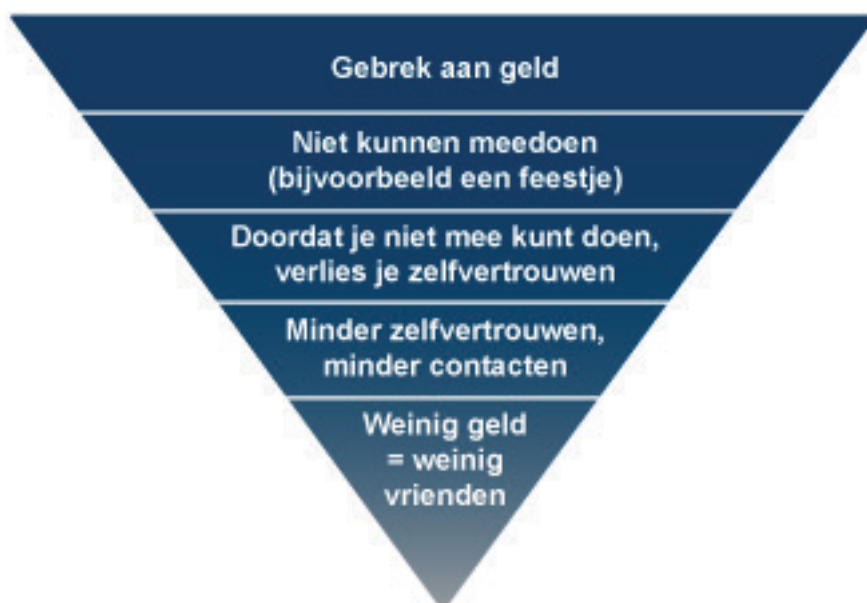 Gebrek aan geld
Niet kunnen meedoen
(bijvoorbeeld een feestje)
Doordat je niet mee kunt doen,
verlies je zelfvertrouwen
Minder zelfvertrouwen,
minder contacten
Weinig geld
= weinig
vrienden